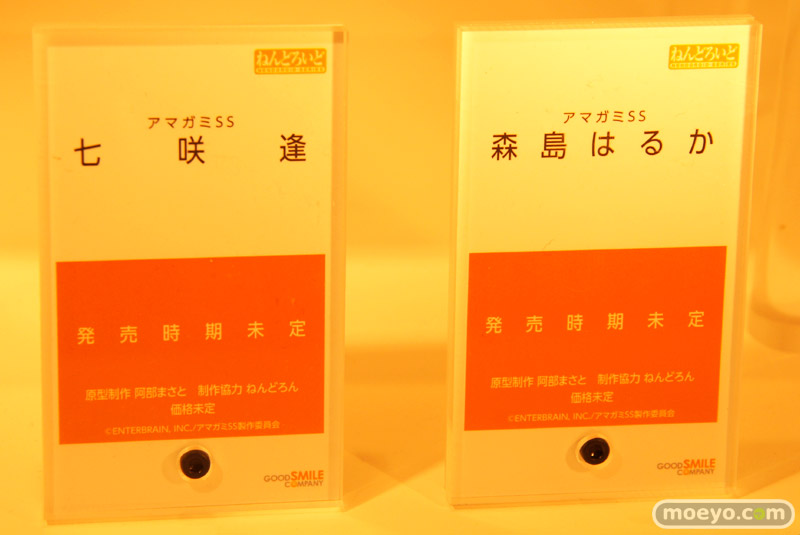 ねんどろいど
NENDOROID SERIES
アマガミSS
七咲 逢
発売時期未定
原型制作 阿部まさと 制作協力 ねんどろん
価格未定
©ENTERBRAIN, INC./アマガミSS製作委員会
GOOD SMILE
COMPANY
ねんどろいど
NENDOROID SERIES
アマガミSS
森島はるか
発売時期未定
原型制作 阿部まさと 制作協力 ねんどろん
価格未定
©ENTERBRAIN, INC./アマガミSS製作委員会
GOOD SMILE
COMPANY
moeyo.com